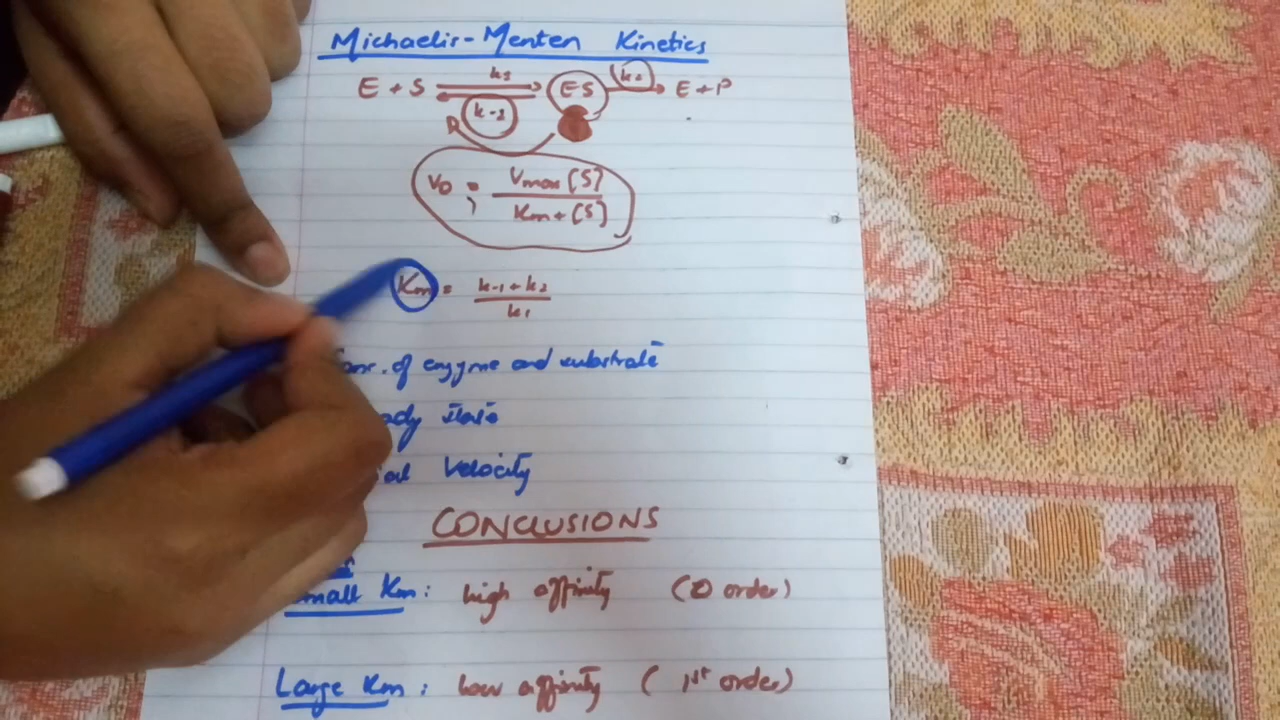 Michaelis-Menten Kinetics
E + S k1 ES k2 E + P
k-1
V0 = Vmax [S] / Km + [S]
Km = k-1 + k2 / k1
of enzyme and substrate
state
Velocity
CONCLUSIONS
Small Km: high affinity (0 order)
Large Km: low affinity (1st order)